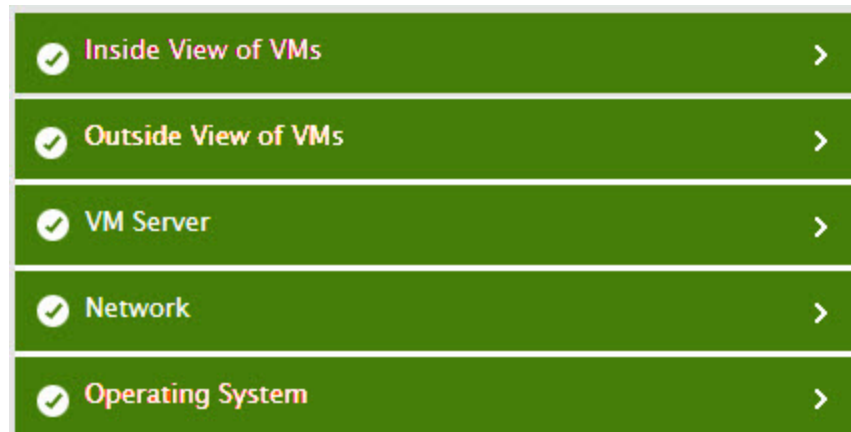 Inside View of VMs
Outside View of VMs
VM Server
Network
Operating System